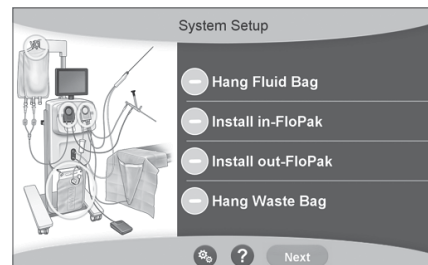 System Setup
Hang Fluid Bag
Install in-FloPak
Install out-FloPak
Hang Waste Bag
?
Next